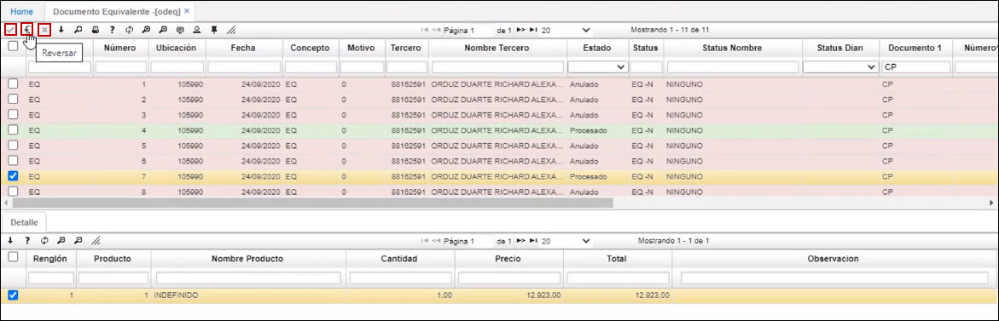 Home Documento Equivalente -[odeq] ×
Página 1 de 1 20 Mostrando 1 - 11 de 11
Reversar
Número Ubicación Fecha Concepto Motivo Tercero Nombre Tercero Estado Status Status Nombre Status Dian Documento 1 Número
CP
EQ 1 105990 24/09/2020 EQ 0 88162591 ORDUZ DUARTE RICHARD ALEXA... Anulado EQ -N NINGUNO CP
EQ 2 105990 24/09/2020 EQ 0 88162591 ORDUZ DUARTE RICHARD ALEXA... Anulado EQ -N NINGUNO CP
EQ 3 105990 24/09/2020 EQ 0 88162591 ORDUZ DUARTE RICHARD ALEXA... Anulado EQ -N NINGUNO CP
EQ 4 105990 24/09/2020 EQ 0 88162591 ORDUZ DUARTE RICHARD ALEXA... Procesado EQ -N NINGUNO CP
EQ 5 105990 24/09/2020 EQ 0 88162591 ORDUZ DUARTE RICHARD ALEXA... Anulado EQ -N NINGUNO CP
EQ 6 105990 24/09/2020 EQ 0 88162591 ORDUZ DUARTE RICHARD ALEXA... Anulado EQ -N NINGUNO CP
EQ 7 105990 24/09/2020 EQ 0 88162591 ORDUZ DUARTE RICHARD ALEXA... Procesado EQ -N NINGUNO CP
EQ 8 105990 24/09/2020 EQ 0 88162591 ORDUZ DUARTE RICHARD ALEXA... Anulado EQ -N NINGUNO CP
Detalle
Página 1 de 1 20 Mostrando 1 - 1 de 1
Renglón Producto Nombre Producto Cantidad Precio Total Observacion
1 1 INDEFINIDO 1,00 12.923,00 12.923,00